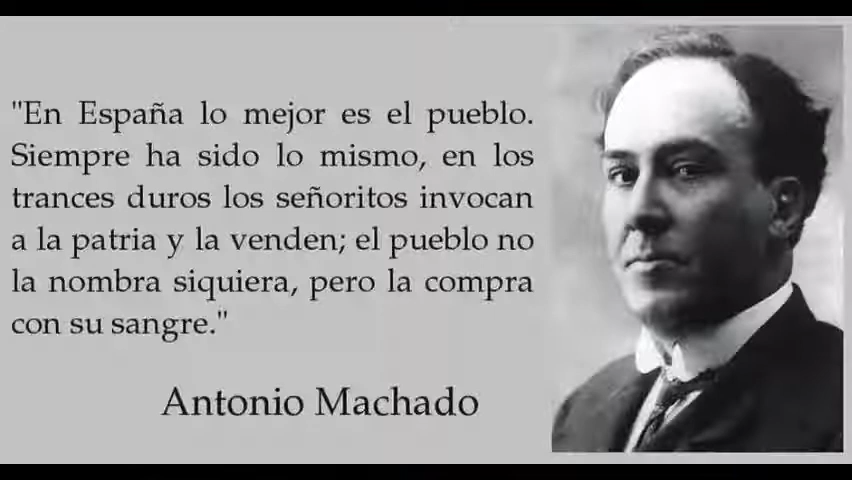 "En España lo mejor es el pueblo.
Siempre ha sido lo mismo, en los
trances duros los señoritos invocan
a la patria y la venden; el pueblo no
la nombra siquiera, pero la compra
con su sangre."
Antonio Machado